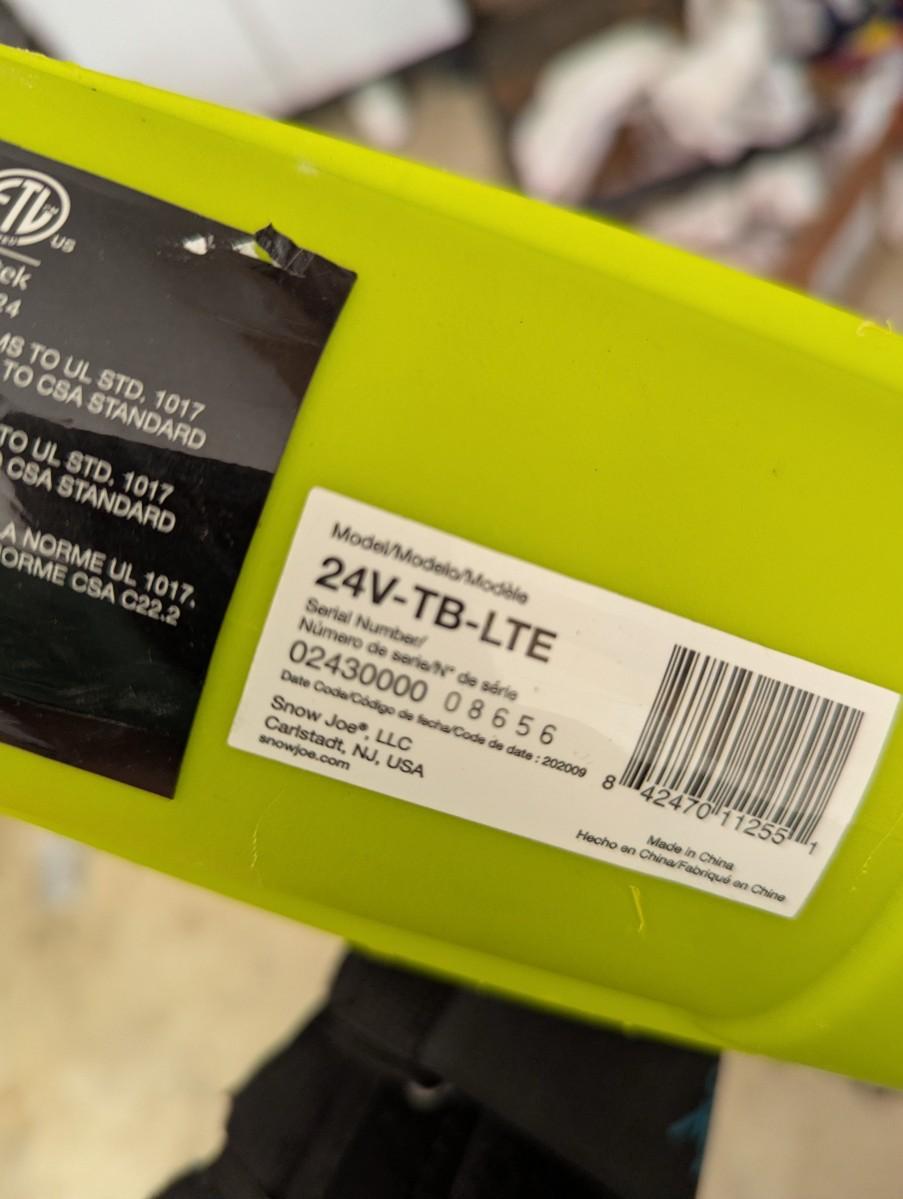 ETL
US
24
TO UL STD. 1017
TO CSA STANDARD
TO UL STD. 1017
CSA STANDARD
A NORME UL 1017.
NORME CSA C22.2
Model/Modelo/Modèle
24V-TB-LTE
Serial Number/
Número de serie/N° de série
02430000 08656
Date Code/Código de fecha/Code de date : 202009
Snow Joe®, LLC
Carlstadt, NJ, USA
snowjoe.com
8 42470 11255 1
Made in China
Hecho en China/Fabriqué en Chine